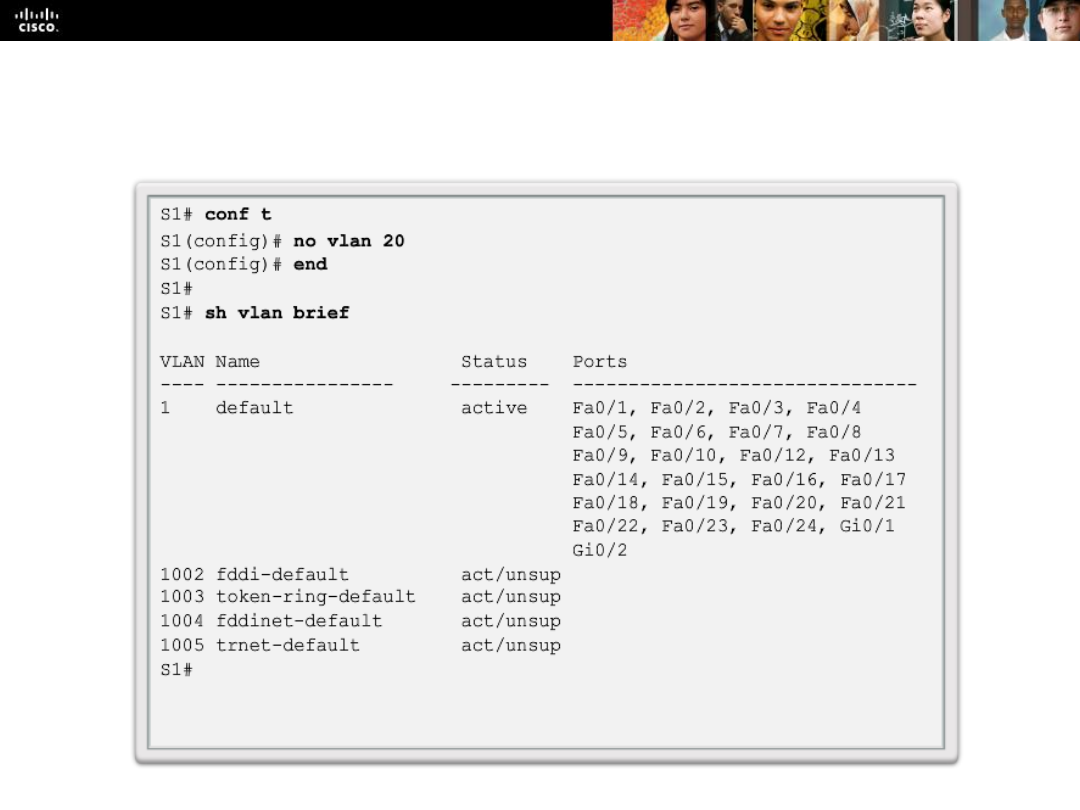 CISCO.
S1# conf t
S1(config)# no vlan 20
S1(config)# end
S1#
S1# sh vlan brief
VLAN Name Status Ports
---- ---------------- --------- -------------------------------
1 default active Fa0/1, Fa0/2, Fa0/3, Fa0/4
Fa0/5, Fa0/6, Fa0/7, Fa0/8
Fa0/9, Fa0/10, Fa0/12, Fa0/13
Fa0/14, Fa0/15, Fa0/16, Fa0/17
Fa0/18, Fa0/19, Fa0/20, Fa0/21
Fa0/22, Fa0/23, Fa0/24, Gi0/1
Gi0/2
1002 fddi-default act/unsup
1003 token-ring-default act/unsup
1004 fddinet-default act/unsup
1005 trnet-default act/unsup
S1#